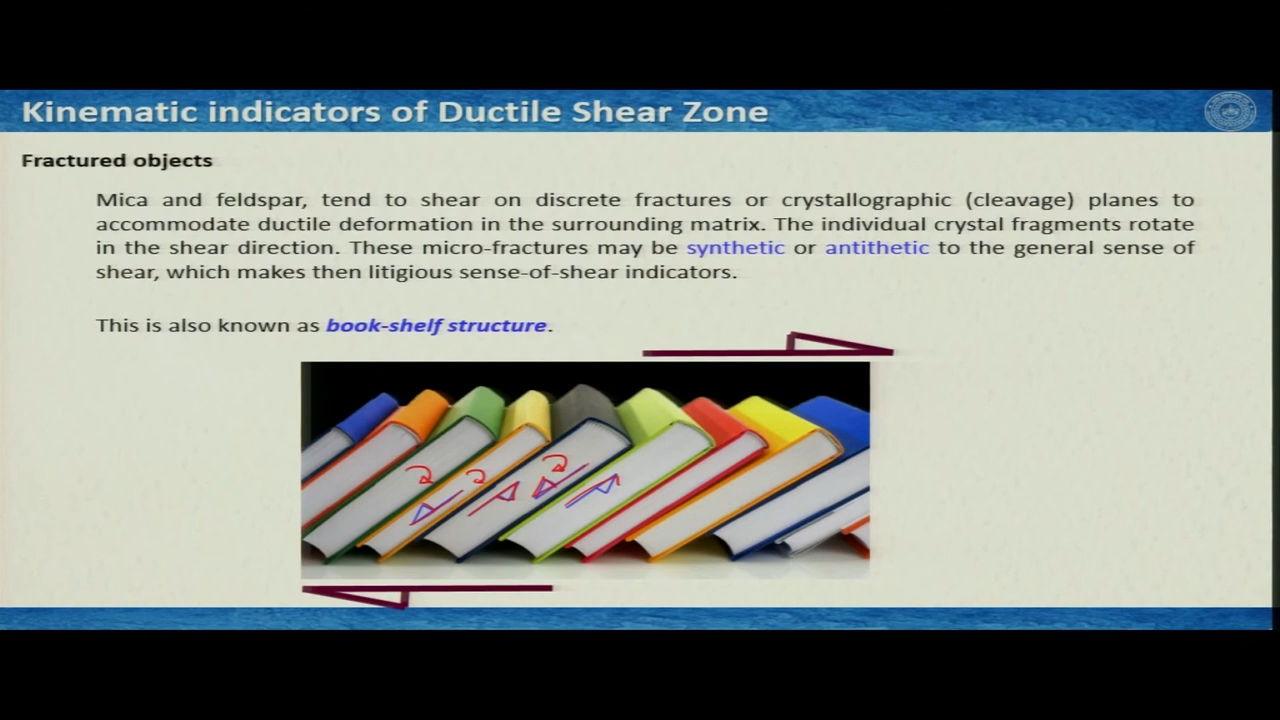 Kinematic indicators of Ductile Shear Zone
Fractured objects
Mica and feldspar, tend to shear on discrete fractures or crystallographic (cleavage) planes to
accommodate ductile deformation in the surrounding matrix. The individual crystal fragments rotate
in the shear direction. These micro-fractures may be synthetic or antithetic to the general sense of
shear, which makes then litigious sense-of-shear indicators.
This is also known as book-shelf structure.